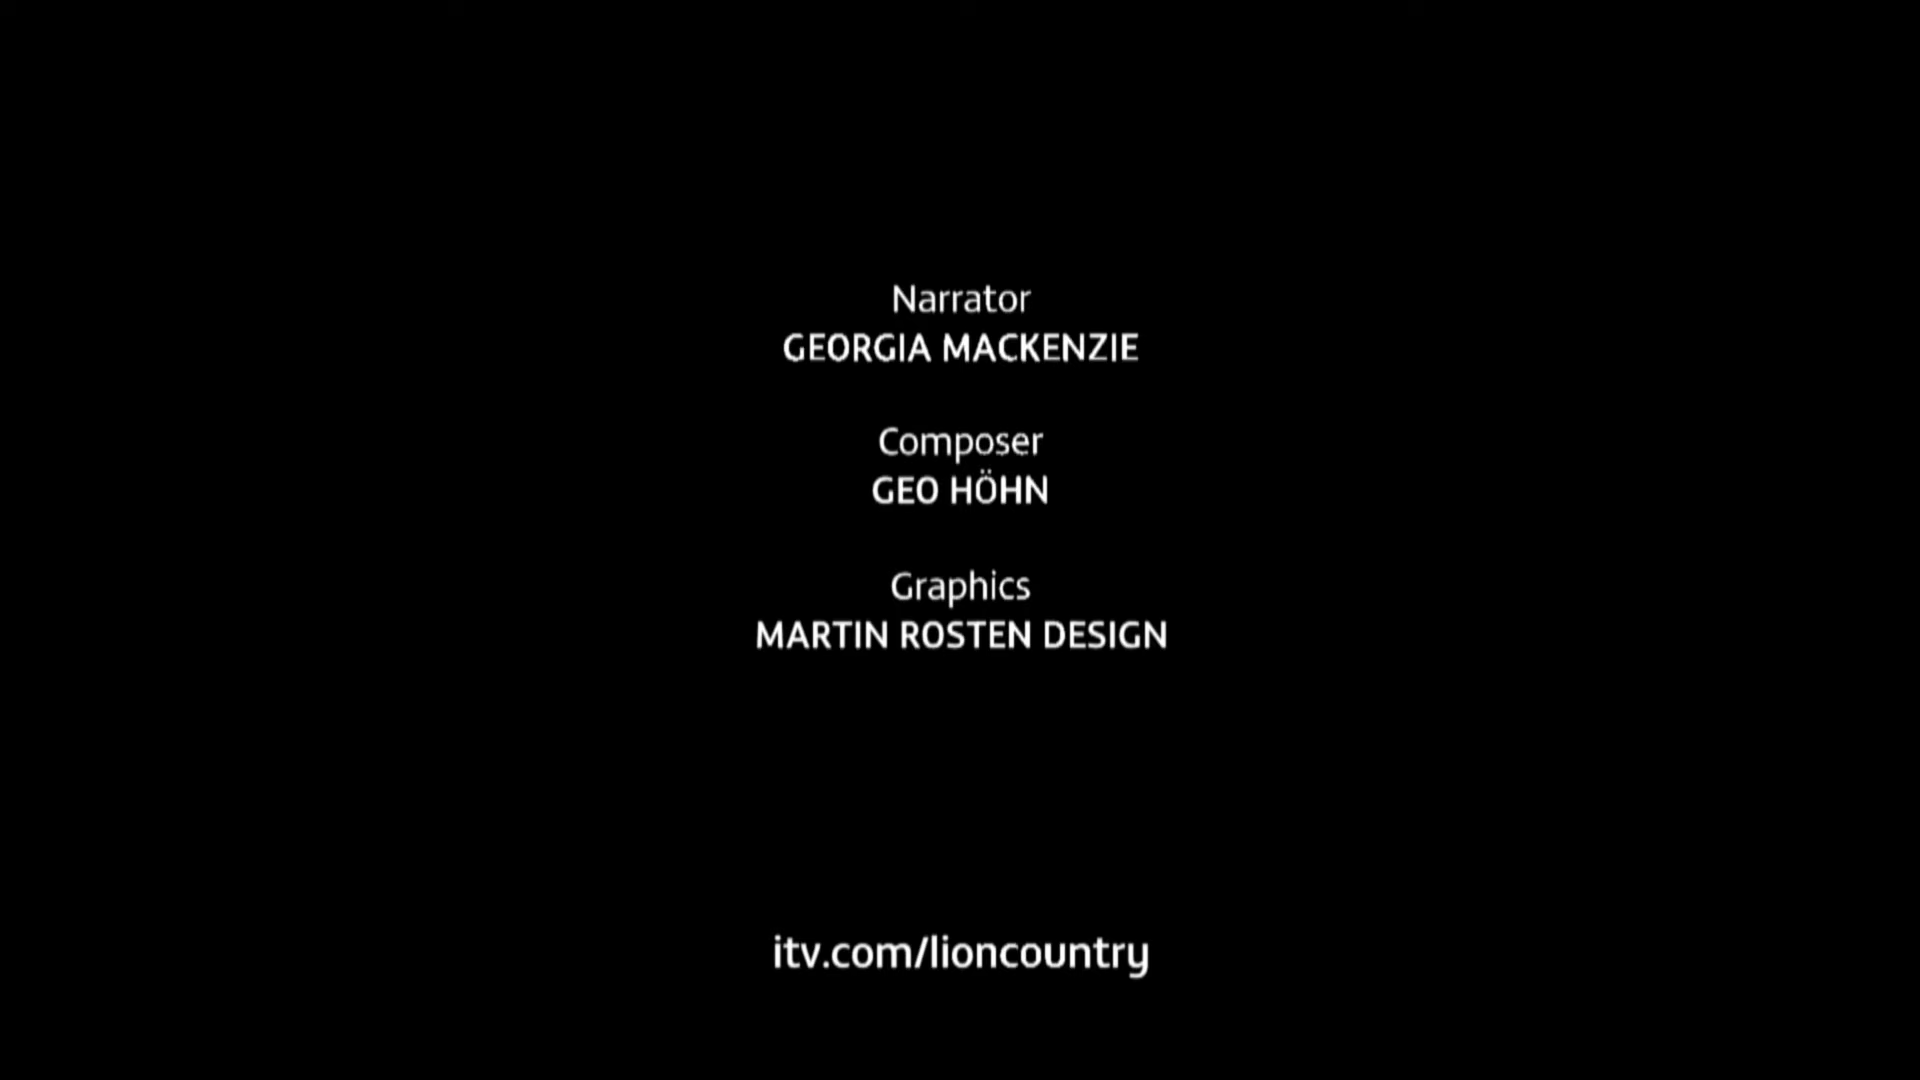 Narrator
GEORGIA MACKENZIE
Composer
GEO HÖHN
Graphics
MARTIN ROSTEN DESIGN
itv.com/lioncountry